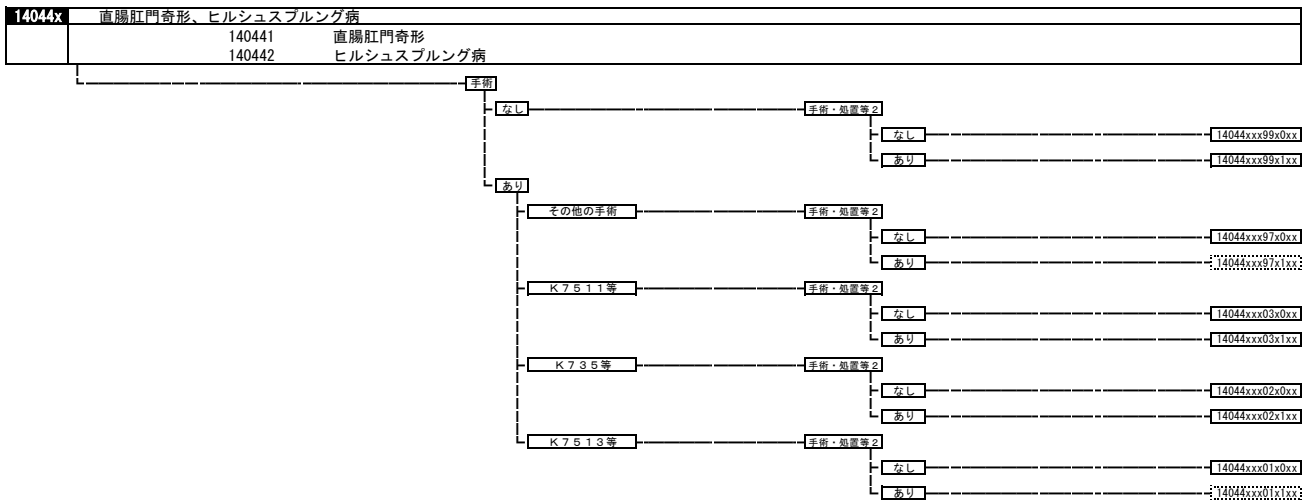 14044x 直腸肛門奇形、ヒルシュスプルング病
140441 直腸肛門奇形
140442 ヒルシュスプルング病
手術
なし 手術・処置等2
なし 14044xxx99x0xx
あり 14044xxx99x1xx
あり
その他の手術 手術・処置等2
なし 14044xxx97x0xx
あり 14044xxx97x1xx
K7511等 手術・処置等2
なし 14044xxx03x0xx
あり 14044xxx03x1xx
K735等 手術・処置等2
なし 14044xxx02x0xx
あり 14044xxx02x1xx
K7513等 手術・処置等2
なし 14044xxx01x0xx
あり 14044xxx01x1xx